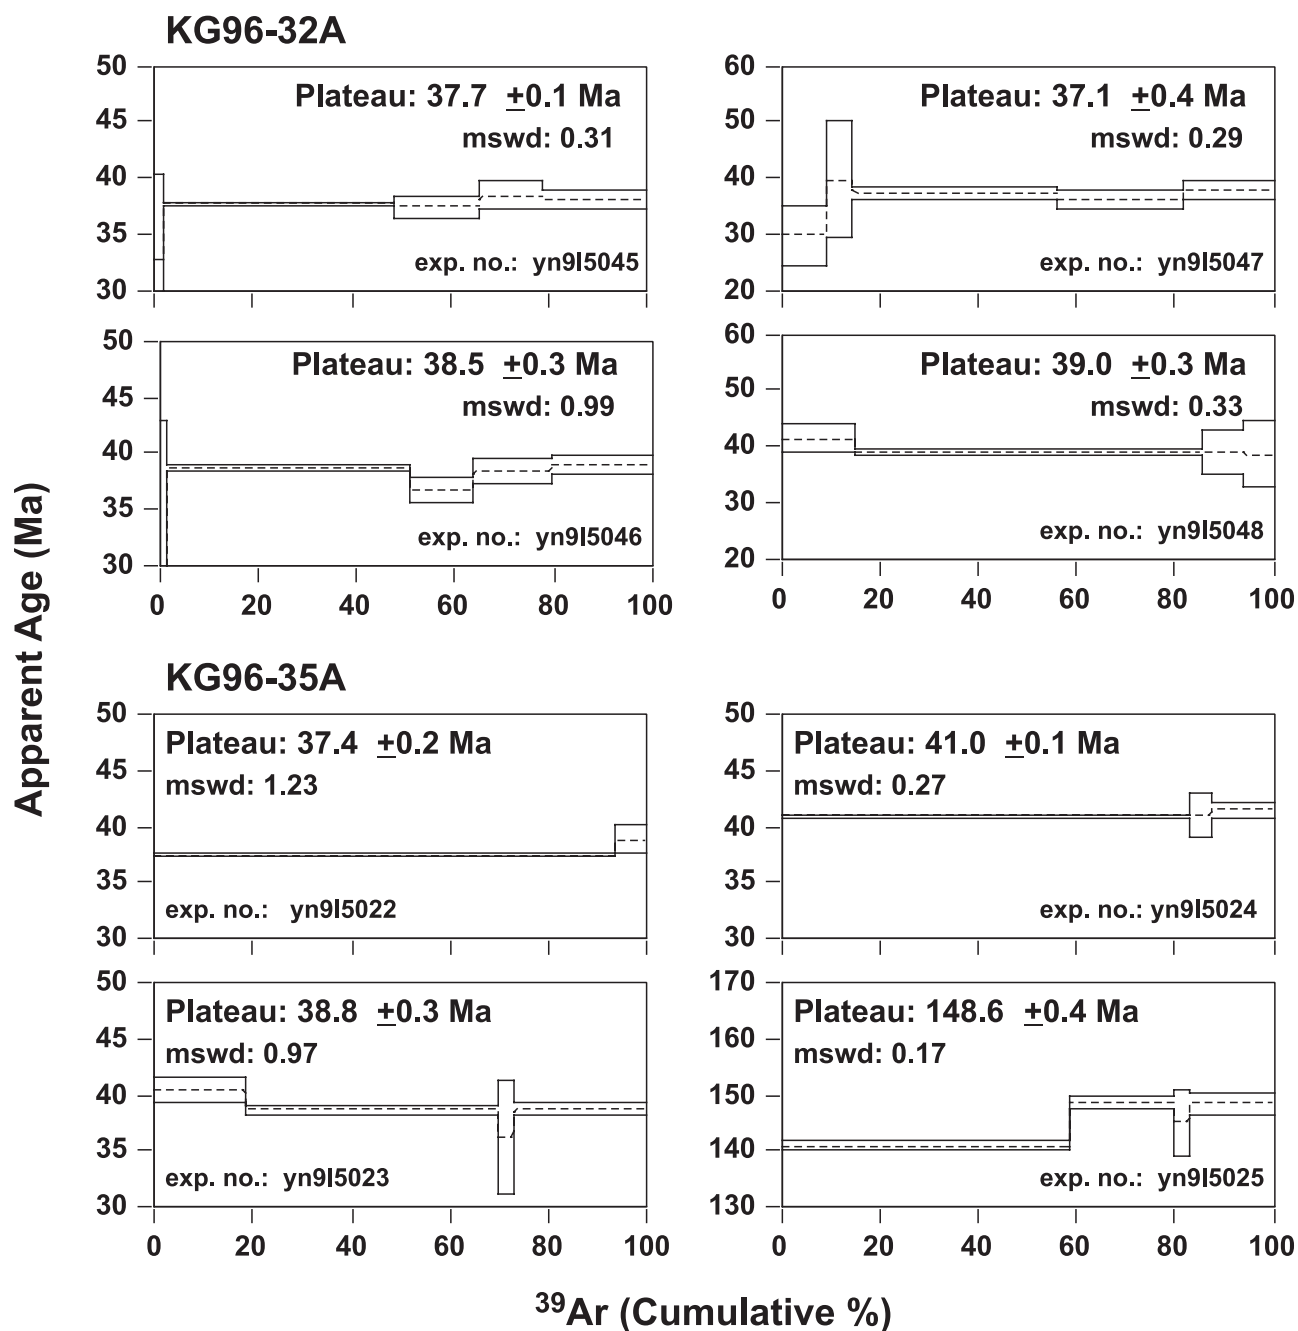 KG96-32A
50
45
40
35
30
Plateau: 37.7 ±0.1 Ma
mswd: 0.31
exp. no.: yn9l5045
60
50
40
30
20
Plateau: 37.1 ±0.4 Ma
mswd: 0.29
exp. no.: yn9l5047
50
45
40
35
30
Plateau: 38.5 ±0.3 Ma
mswd: 0.99
exp. no.: yn9l5046
0 20 40 60 80 100
60
50
40
30
20
Plateau: 39.0 ±0.3 Ma
mswd: 0.33
exp. no.: yn9l5048
0 20 40 60 80 100
Apparent Age (Ma)
KG96-35A
50
45
40
35
30
Plateau: 37.4 ±0.2 Ma
mswd: 1.23
exp. no.: yn9l5022
50
45
40
35
30
Plateau: 41.0 ±0.1 Ma
mswd: 0.27
exp. no.: yn9l5024
50
45
40
35
30
Plateau: 38.8 ±0.3 Ma
mswd: 0.97
exp. no.: yn9l5023
0 20 40 60 80 100
170
160
150
140
130
Plateau: 148.6 ±0.4 Ma
mswd: 0.17
exp. no.: yn9l5025
0 20 40 60 80 100
³⁹Ar (Cumulative %)